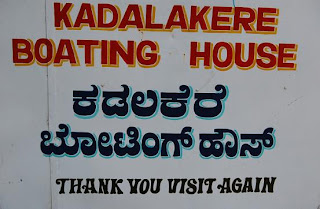 KADALAKERE
BOATING HOUSE
ಕಡಲಕೆರೆ
ಬೋಟಿಂಗ್ ಹೌಸ್
THANK YOU VISIT AGAIN